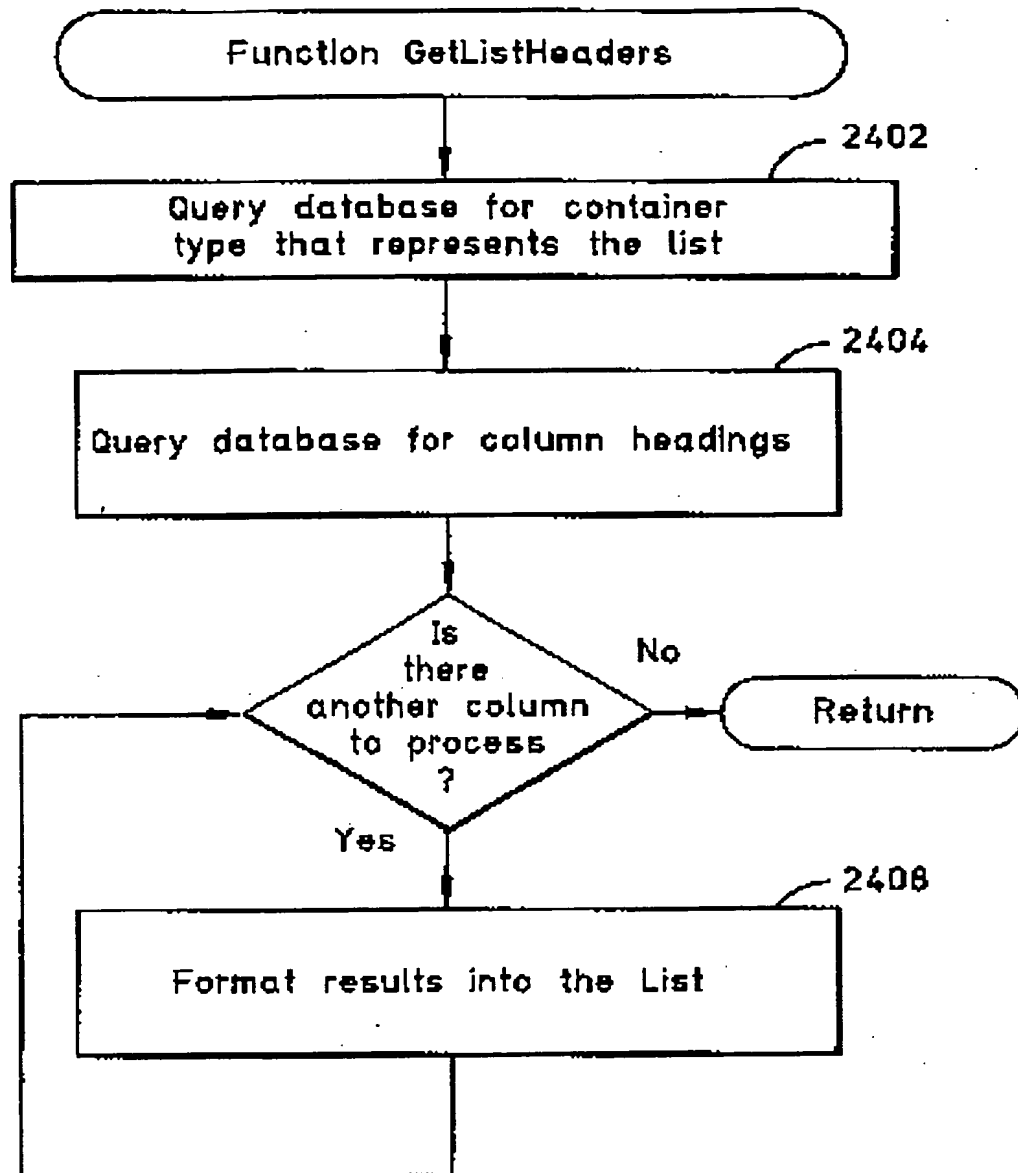 Function GetListHeaders
2402
Query database for container
type that represents the list
2404
Query database for column headings
Is
there
another column
to process
?
No
Return
Yes
2408
Format results into the List